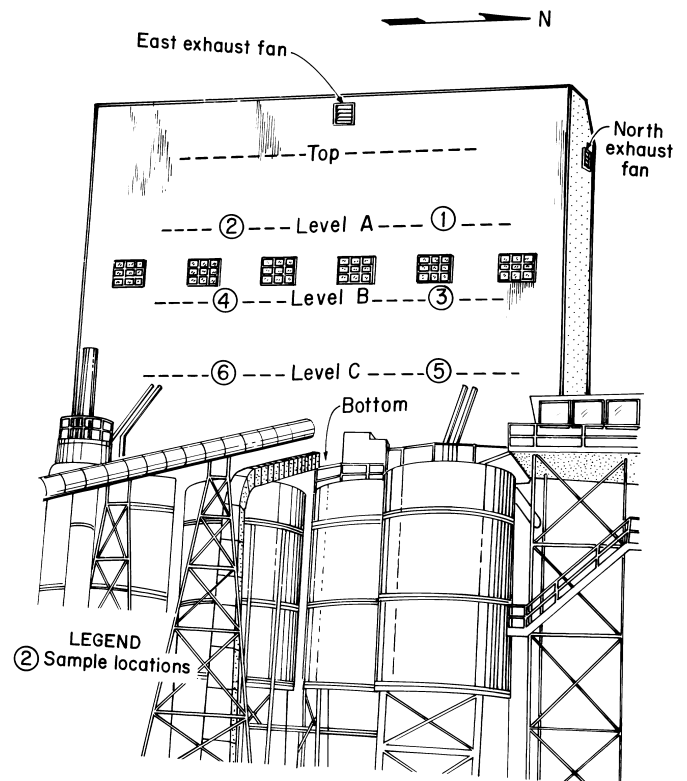 N
East exhaust fan
North
exhaust
fan
Top
② Level A ①
④ Level B ③
⑥ Level C ⑤
Bottom
LEGEND
② Sample locations